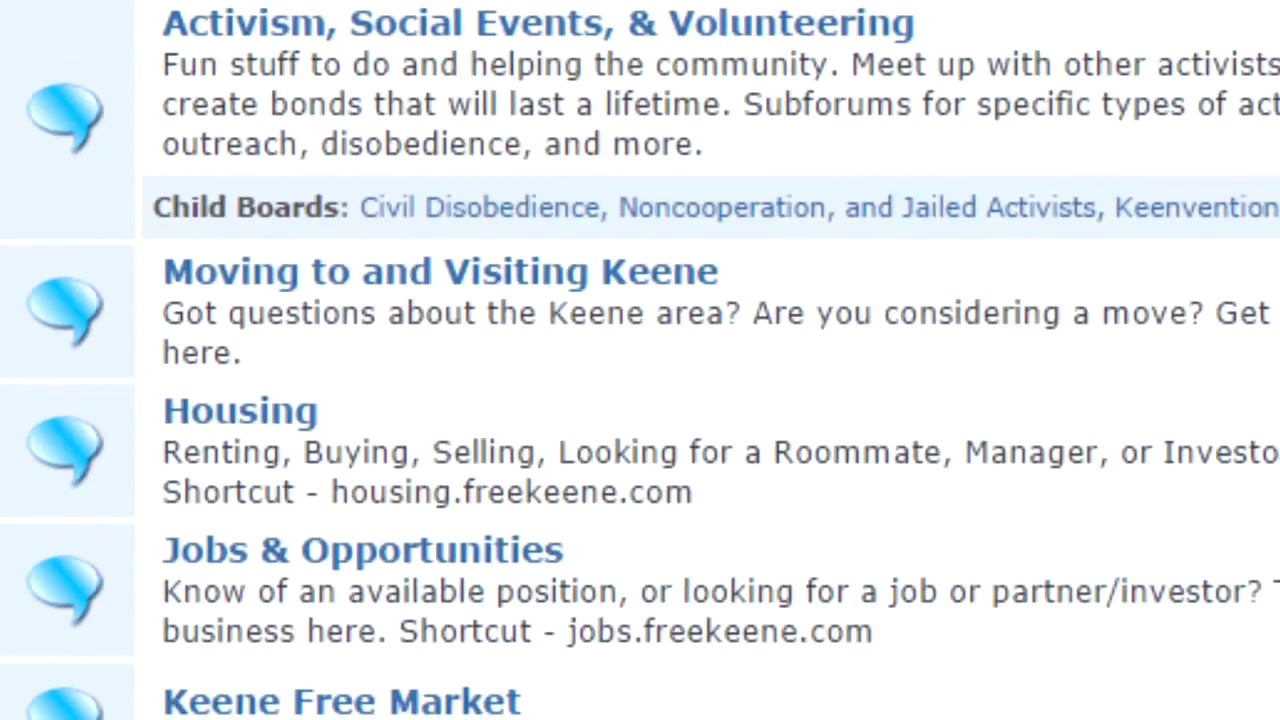 Activism, Social Events, & Volunteering
Fun stuff to do and helping the community. Meet up with other activists
create bonds that will last a lifetime. Subforums for specific types of act
outreach, disobedience, and more.
Child Boards: Civil Disobedience, Noncooperation, and Jailed Activists, Keenvention
Moving to and Visiting Keene
Got questions about the Keene area? Are you considering a move? Get
here.
Housing
Renting, Buying, Selling, Looking for a Roommate, Manager, or Investo
Shortcut - housing.freekeene.com
Jobs & Opportunities
Know of an available position, or looking for a job or partner/investor?
business here. Shortcut - jobs.freekeene.com
Keene Free Market